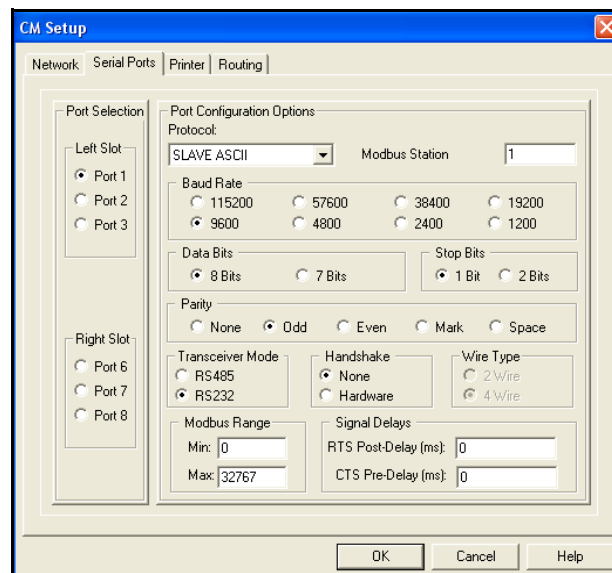 CM Setup
Network Serial Ports Printer Routing
Port Selection
Left Slot
Port 1
Port 2
Port 3
Right Slot
Port 6
Port 7
Port 8
Port Configuration Options
Protocol:
SLAVE ASCII Modbus Station 1
Baud Rate
115200 57600 38400 19200
9600 4800 2400 1200
Data Bits
8 Bits 7 Bits
Stop Bits
1 Bit 2 Bits
Parity
None Odd Even Mark Space
Transceiver Mode
RS485
RS232
Handshake
None
Hardware
Wire Type
2 Wire
4 Wire
Modbus Range
Min: 0
Max: 32767
Signal Delays
RTS Post-Delay (ms): 0
CTS Pre-Delay (ms): 0
OK Cancel Help